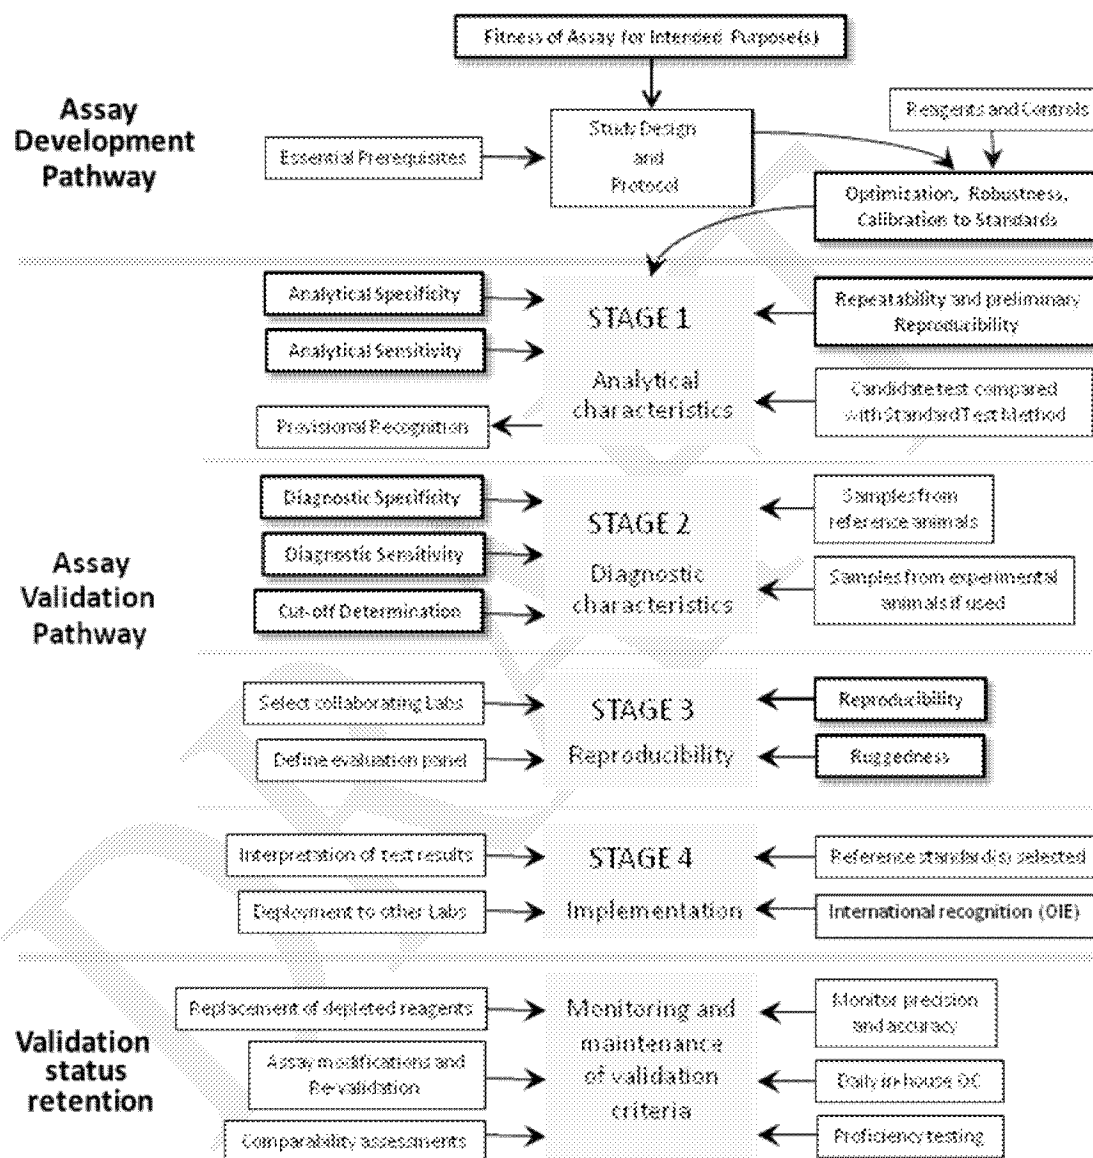 Fitness of Assay for Intended Purpose(s)
Assay
Development
Pathway
Essential Prerequisites
Study Design
and
Protocol
Reagents and Controls
Optimization, Robustness,
Calibration to Standards
Analytical Specificity
Analytical Sensitivity
Provisional Recognition
STAGE 1
Analytical
characteristics
Repeatability and preliminary
Reproducibility
Candidate test compared
with Standard Test Method
Assay
Validation
Pathway
Diagnostic Specificity
Diagnostic Sensitivity
Cut-off Determination
STAGE 2
Diagnostic
characteristics
Samples from
reference animals
Samples from experimental
animals if used
Select collaborating Labs
Define evaluation panel
STAGE 3
Reproducibility
Reproducibility
Ruggedness
Interpretation of test results
Deployment to other Labs
STAGE 4
Implementation
Reference standard(s) selected
International recognition (OIE)
Validation
status
retention
Replacement of depleted reagents
Assay modifications and
Re-validation
Comparability assessments
Monitoring and
maintenance
of validation
criteria
Monitor precision
and accuracy
Daily in-house QC
Proficiency testing